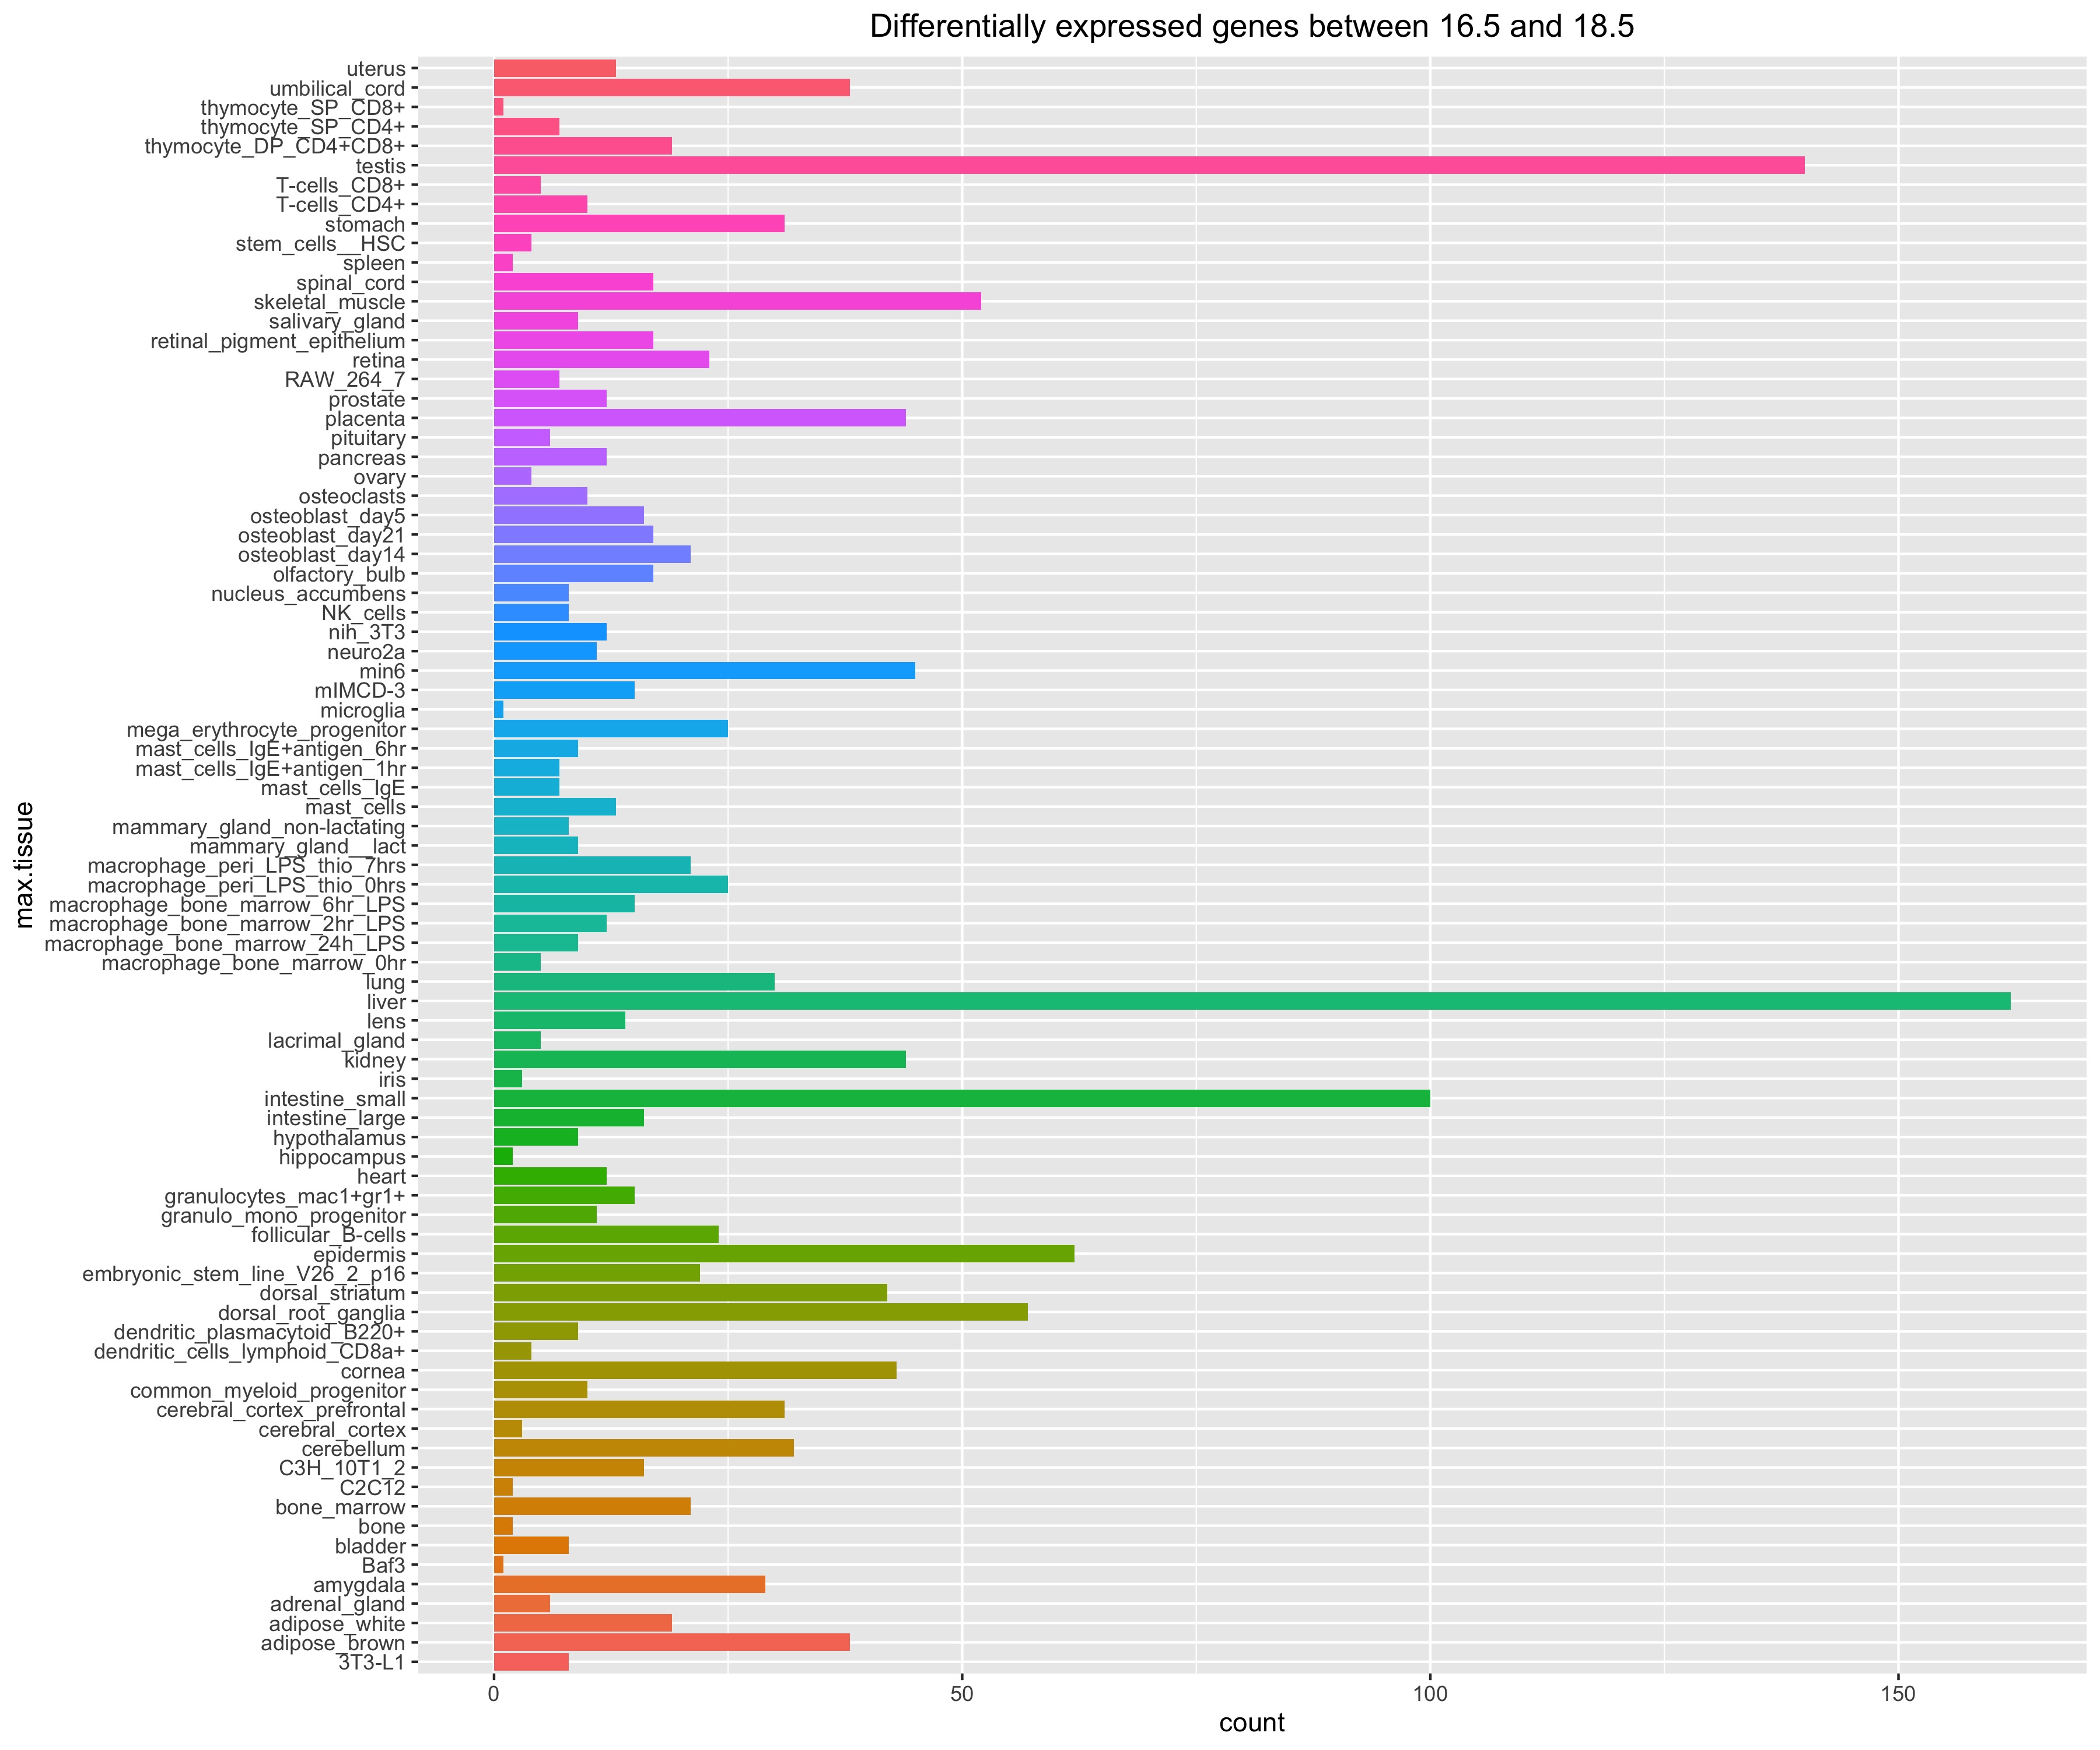 Differentially expressed genes between 16.5 and 18.5
uterus
umbilical_cord
thymocyte_SP_CD8+
thymocyte_SP_CD4+
thymocyte_DP_CD4+CD8+
testis
T-cells_CD8+
T-cells_CD4+
stomach
stem_cells__HSC
spleen
spinal_cord
skeletal_muscle
salivary_gland
retinal_pigment_epithelium
retina
RAW_264_7
prostate
placenta
pituitary
pancreas
ovary
osteoclasts
osteoblast_day5
osteoblast_day21
osteoblast_day14
olfactory_bulb
nucleus_accumbens
NK_cells
nih_3T3
neuro2a
min6
mIMCD-3
microglia
mega_erythrocyte_progenitor
mast_cells_IgE+antigen_6hr
mast_cells_IgE+antigen_1hr
mast_cells_IgE
mast_cells
mammary_gland_non-lactating
mammary_gland__lact
macrophage_peri_LPS_thio_7hrs
macrophage_peri_LPS_thio_0hrs
macrophage_bone_marrow_6hr_LPS
macrophage_bone_marrow_2hr_LPS
macrophage_bone_marrow_24h_LPS
macrophage_bone_marrow_0hr
lung
liver
lens
lacrimal_gland
kidney
iris
intestine_small
intestine_large
hypothalamus
hippocampus
heart
granulocytes_mac1+gr1+
granulo_mono_progenitor
follicular_B-cells
epidermis
embryonic_stem_line_V26_2_p16
dorsal_striatum
dorsal_root_ganglia
dendritic_plasmacytoid_B220+
dendritic_cells_lymphoid_CD8a+
cornea
common_myeloid_progenitor
cerebral_cortex_prefrontal
cerebral_cortex
cerebellum
C3H_10T1_2
C2C12
bone_marrow
bone
bladder
Baf3
amygdala
adrenal_gland
adipose_white
adipose_brown
3T3-L1
max.tissue
0 50 100 150
count